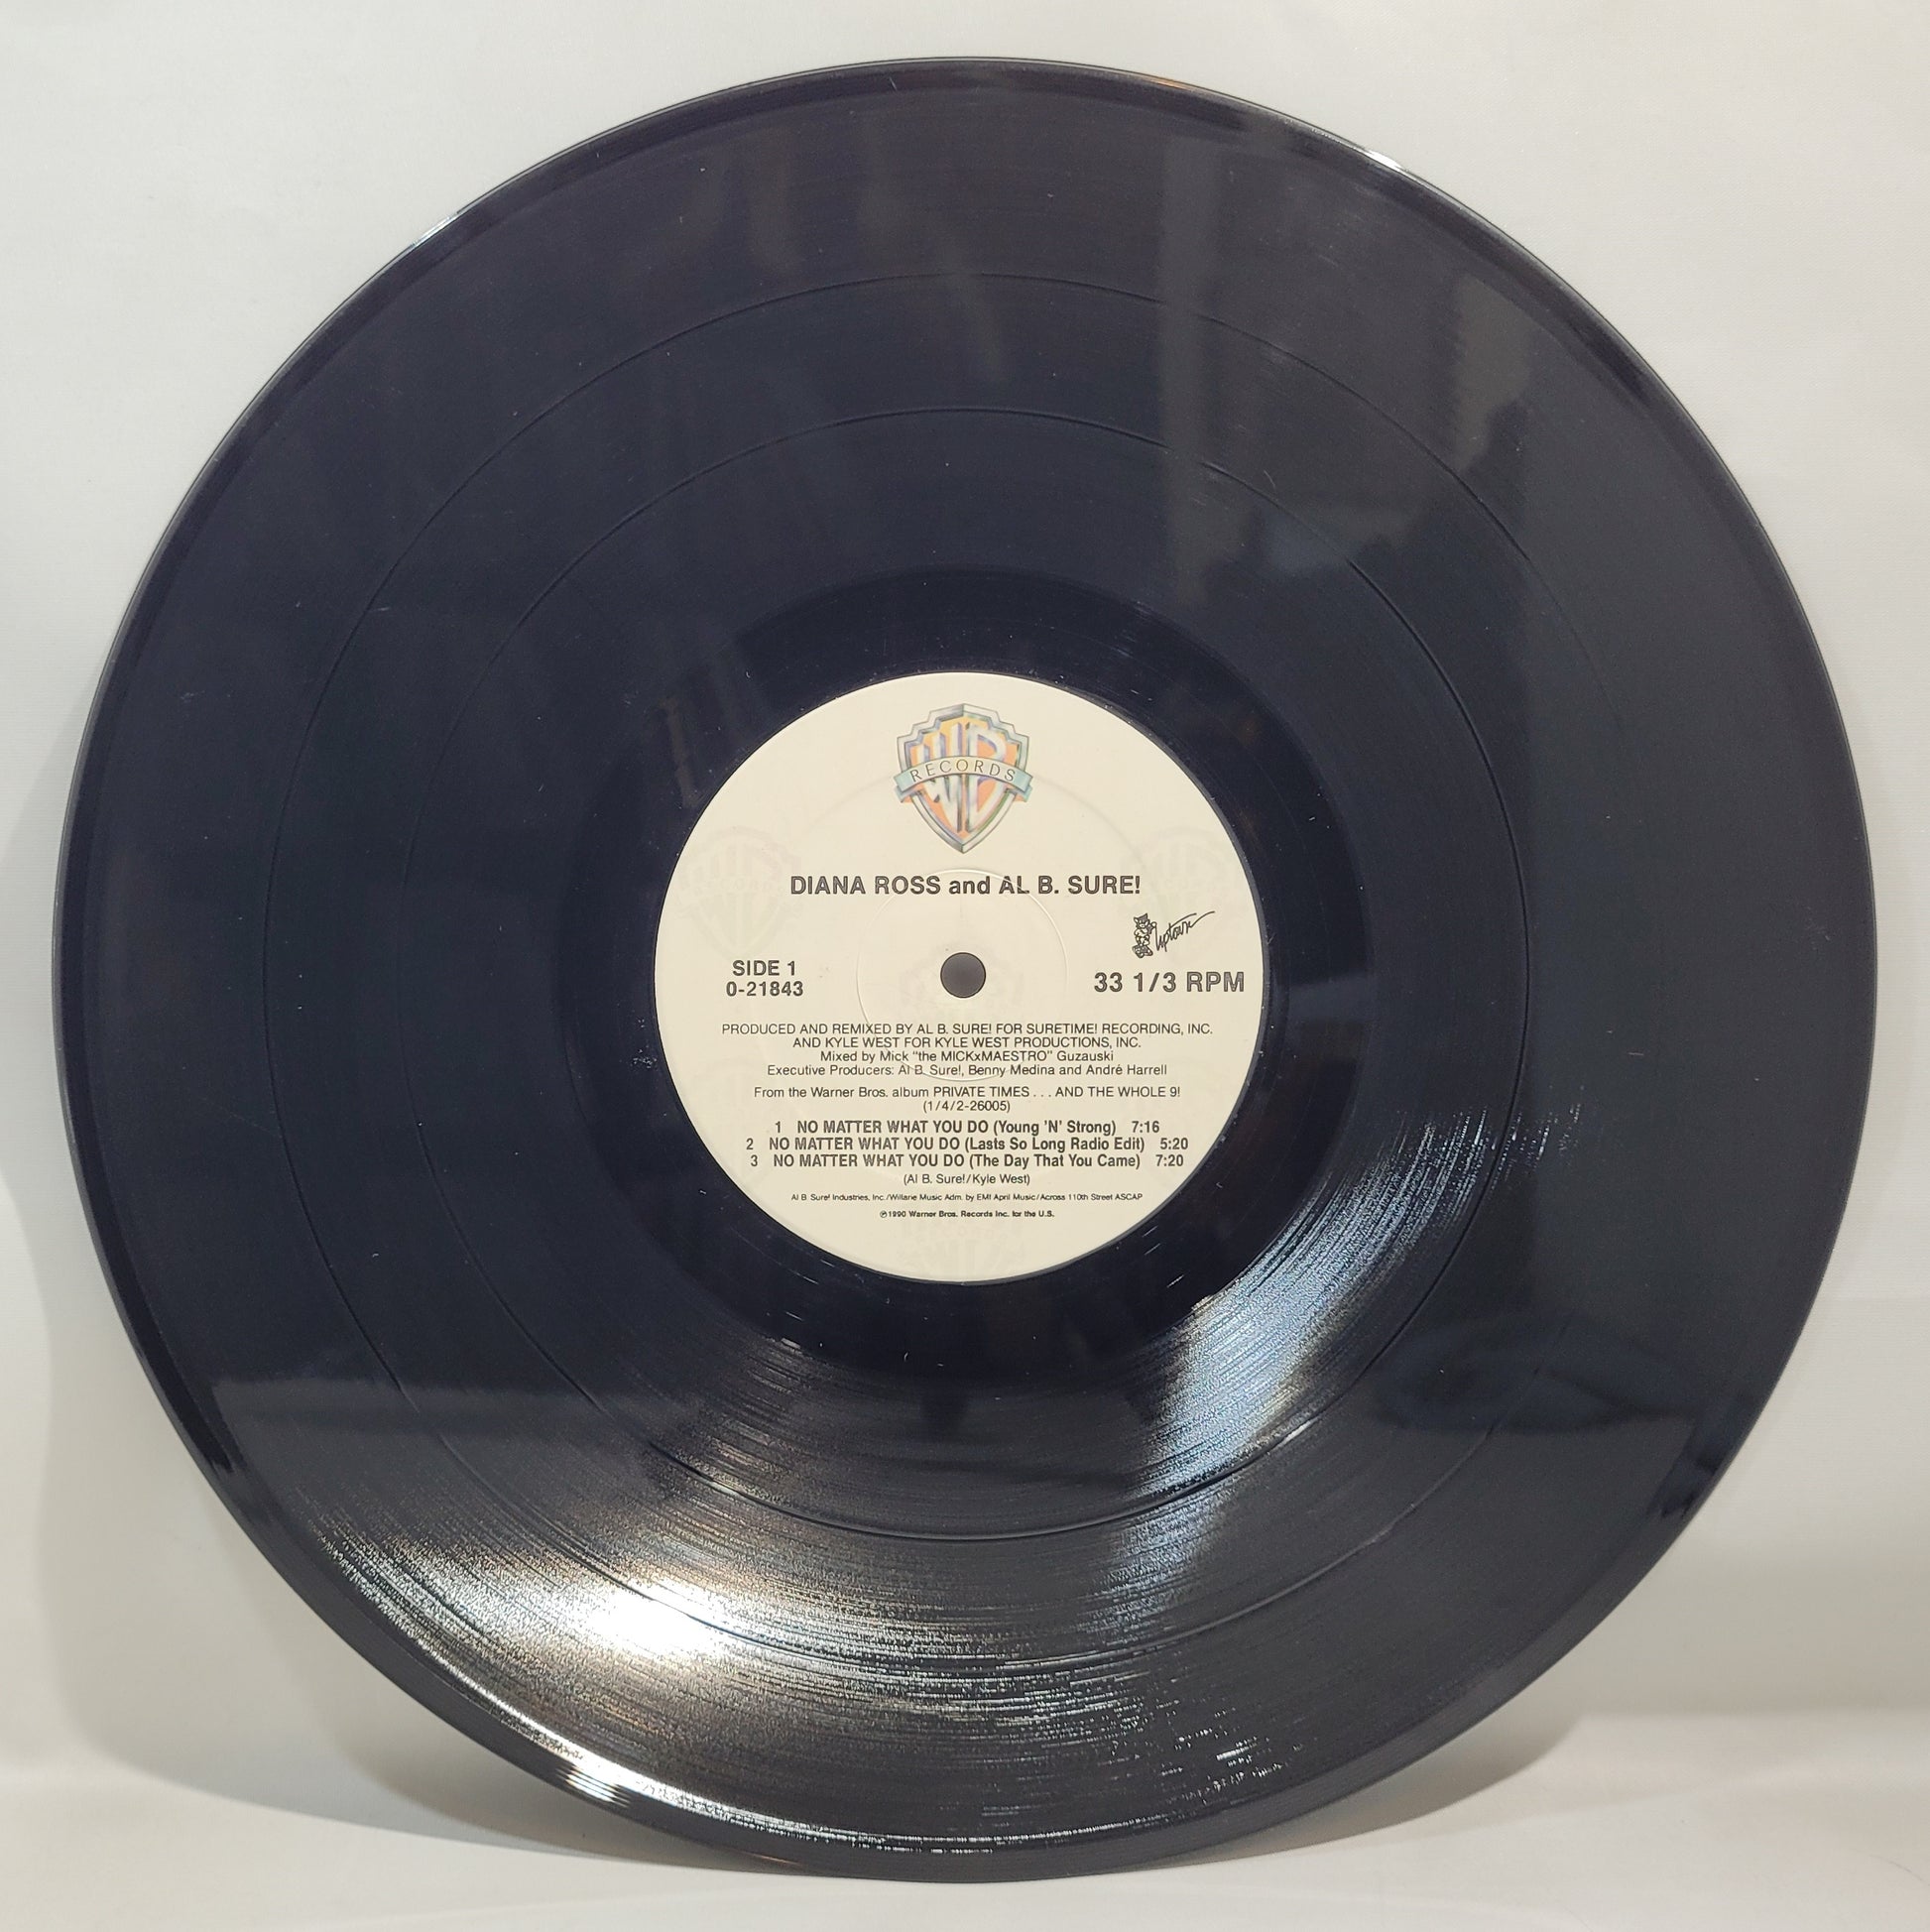 WB
RECORDS
DIANA ROSS and AL B. SURE!
uptown
SIDE 1
0-21843
33 1/3 RPM
PRODUCED AND REMIXED BY AL B. SURE! FOR SURETIME! RECORDING, INC.
AND KYLE WEST FOR KYLE WEST PRODUCTIONS, INC.
Mixed by Mick "the MICKxMAESTRO" Guzauski
Executive Producers: Al B. Sure!, Benny Medina and André Harrell
From the Warner Bros. album PRIVATE TIMES . . . AND THE WHOLE 9!
(1/4/2-26005)
1 NO MATTER WHAT YOU DO (Young 'N' Strong) 7:16
2 NO MATTER WHAT YOU DO (Lasts So Long Radio Edit) 5:20
3 NO MATTER WHAT YOU DO (The Day That You Came) 7:20
(Al B. Sure!/Kyle West)
Al B. Sure! Industries, Inc./Willarie Music Adm. by EMI April Music/Across 110th Street ASCAP
℗1990 Warner Bros. Records Inc. for the U.S.